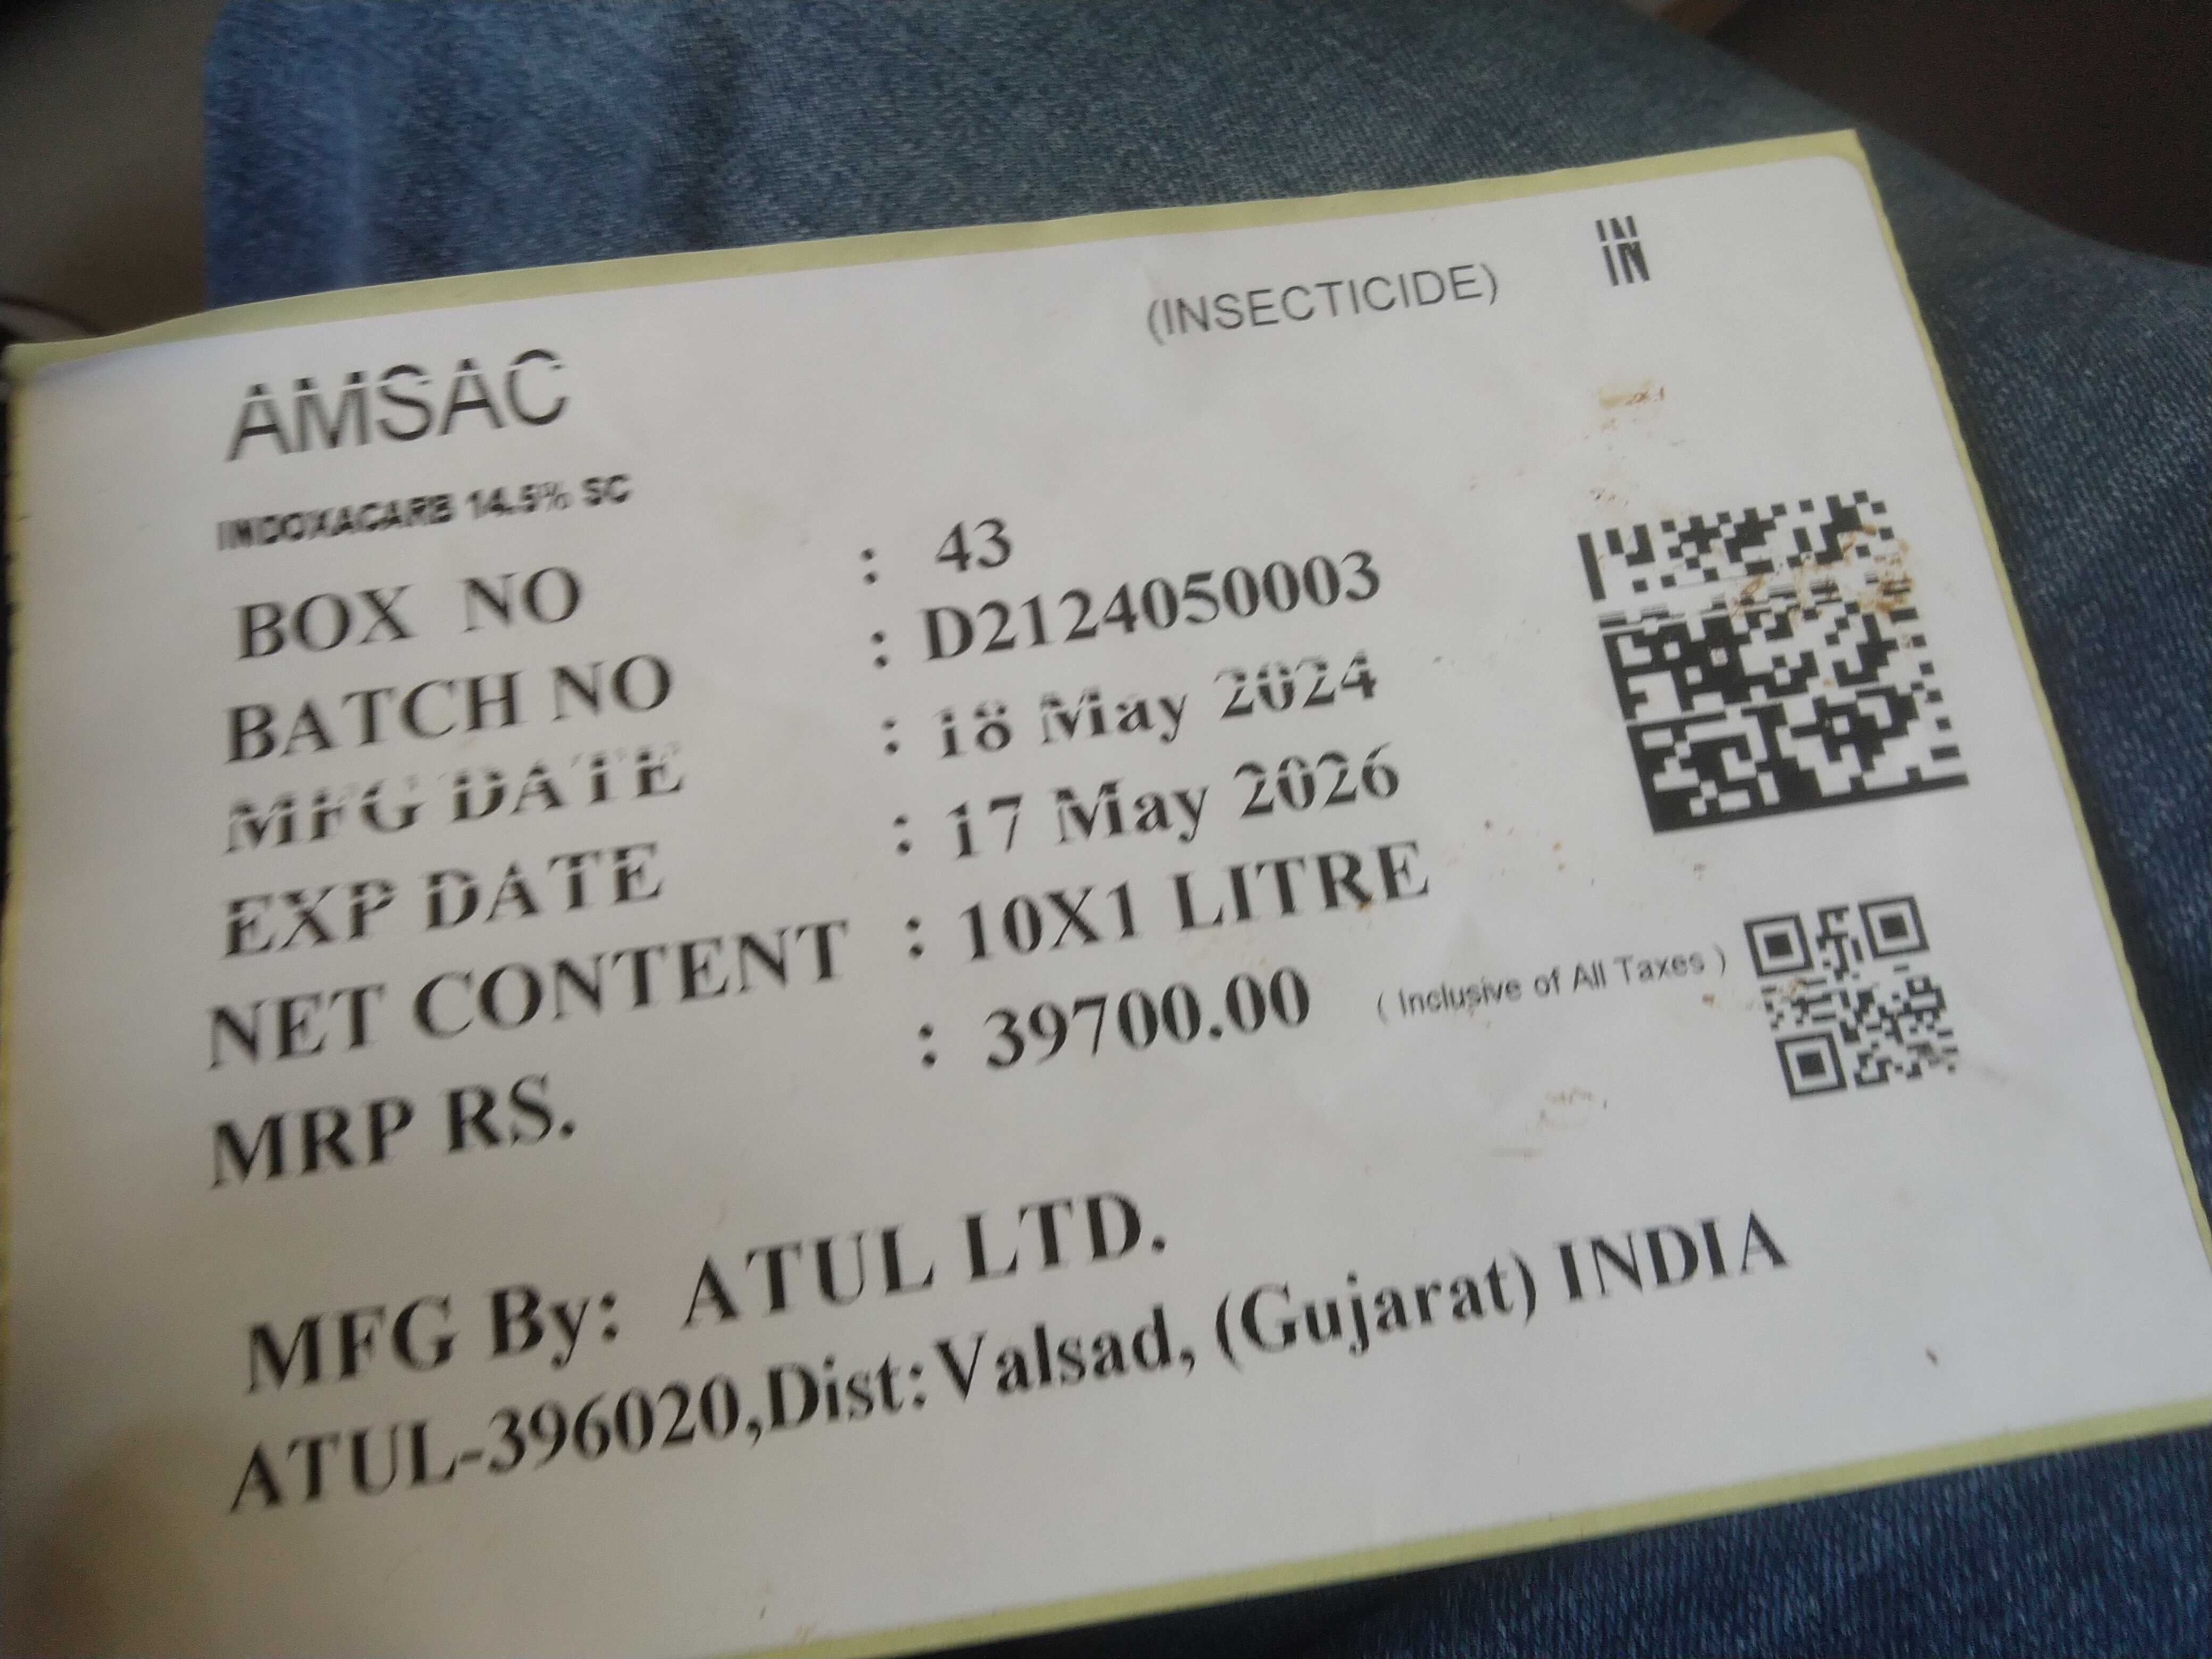 (INSECTICIDE) IN
AMSAC
INDOXACARB 14.5% SC
BOX NO : 43
BATCH NO : D2124050003
MFG DATE : 18 May 2024
EXP DATE : 17 May 2026
NET CONTENT : 10X1 LITRE
MRP RS. : 39700.00 ( Inclusive of All Taxes )
MFG By: ATUL LTD.
ATUL-396020,Dist:Valsad, (Gujarat) INDIA